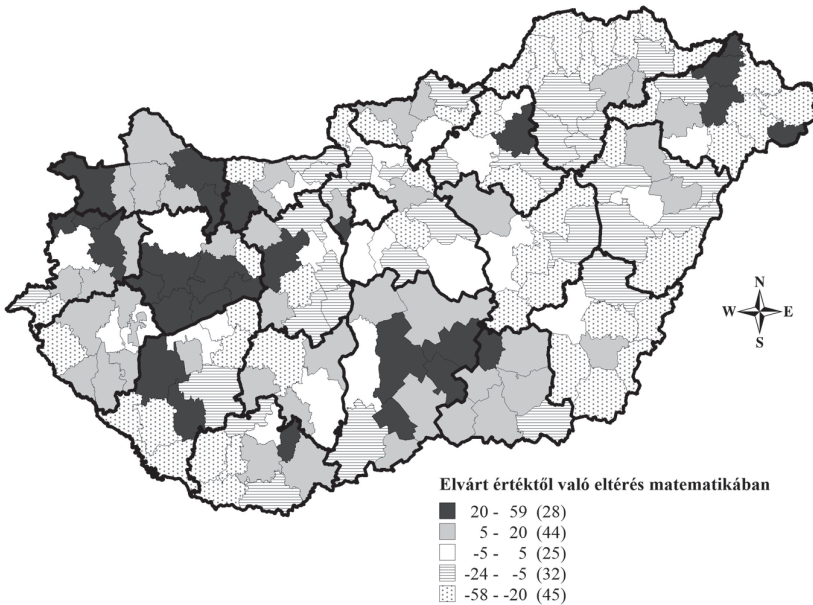 N
W E
S
Elvárt értéktől való eltérés matematikában
20 - 59 (28)
5 - 20 (44)
-5 - 5 (25)
-24 - -5 (32)
-58 - -20 (45)